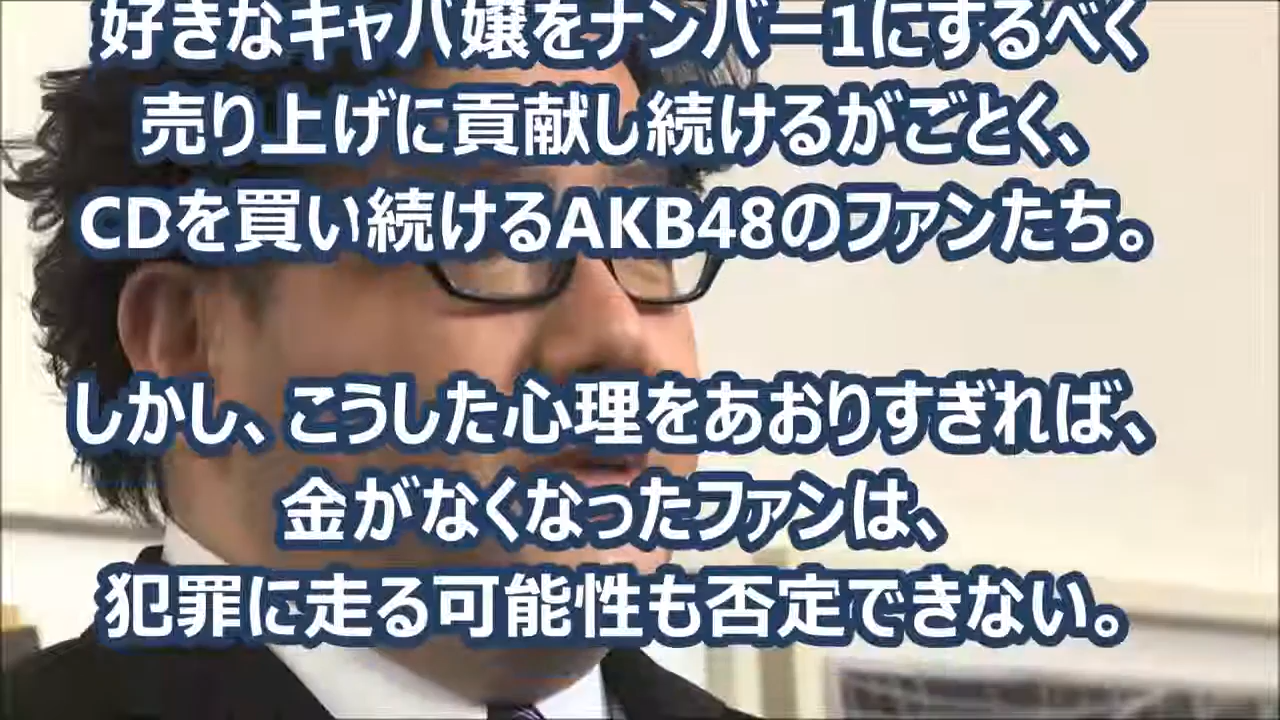 好きなキャバ嬢をナンバー1にするべく
売り上げに貢献し続けるがごとく、
CDを買い続けるAKB48のファンたち。
しかし、こうした心理をあおりすぎれば、
金がなくなったファンは、
犯罪に走る可能性も否定できない。